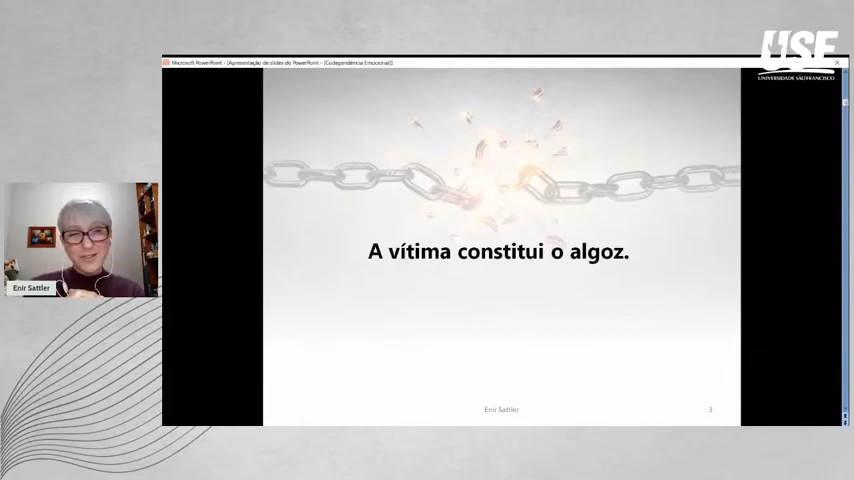 USF
UNIVERSIDADE SÃO FRANCISCO
Microsoft PowerPoint - [Apresentação de slides do PowerPoint - [Codependência Emocional]]
A vítima constitui o algoz.
Enir Sattler
Enir Sattler
3